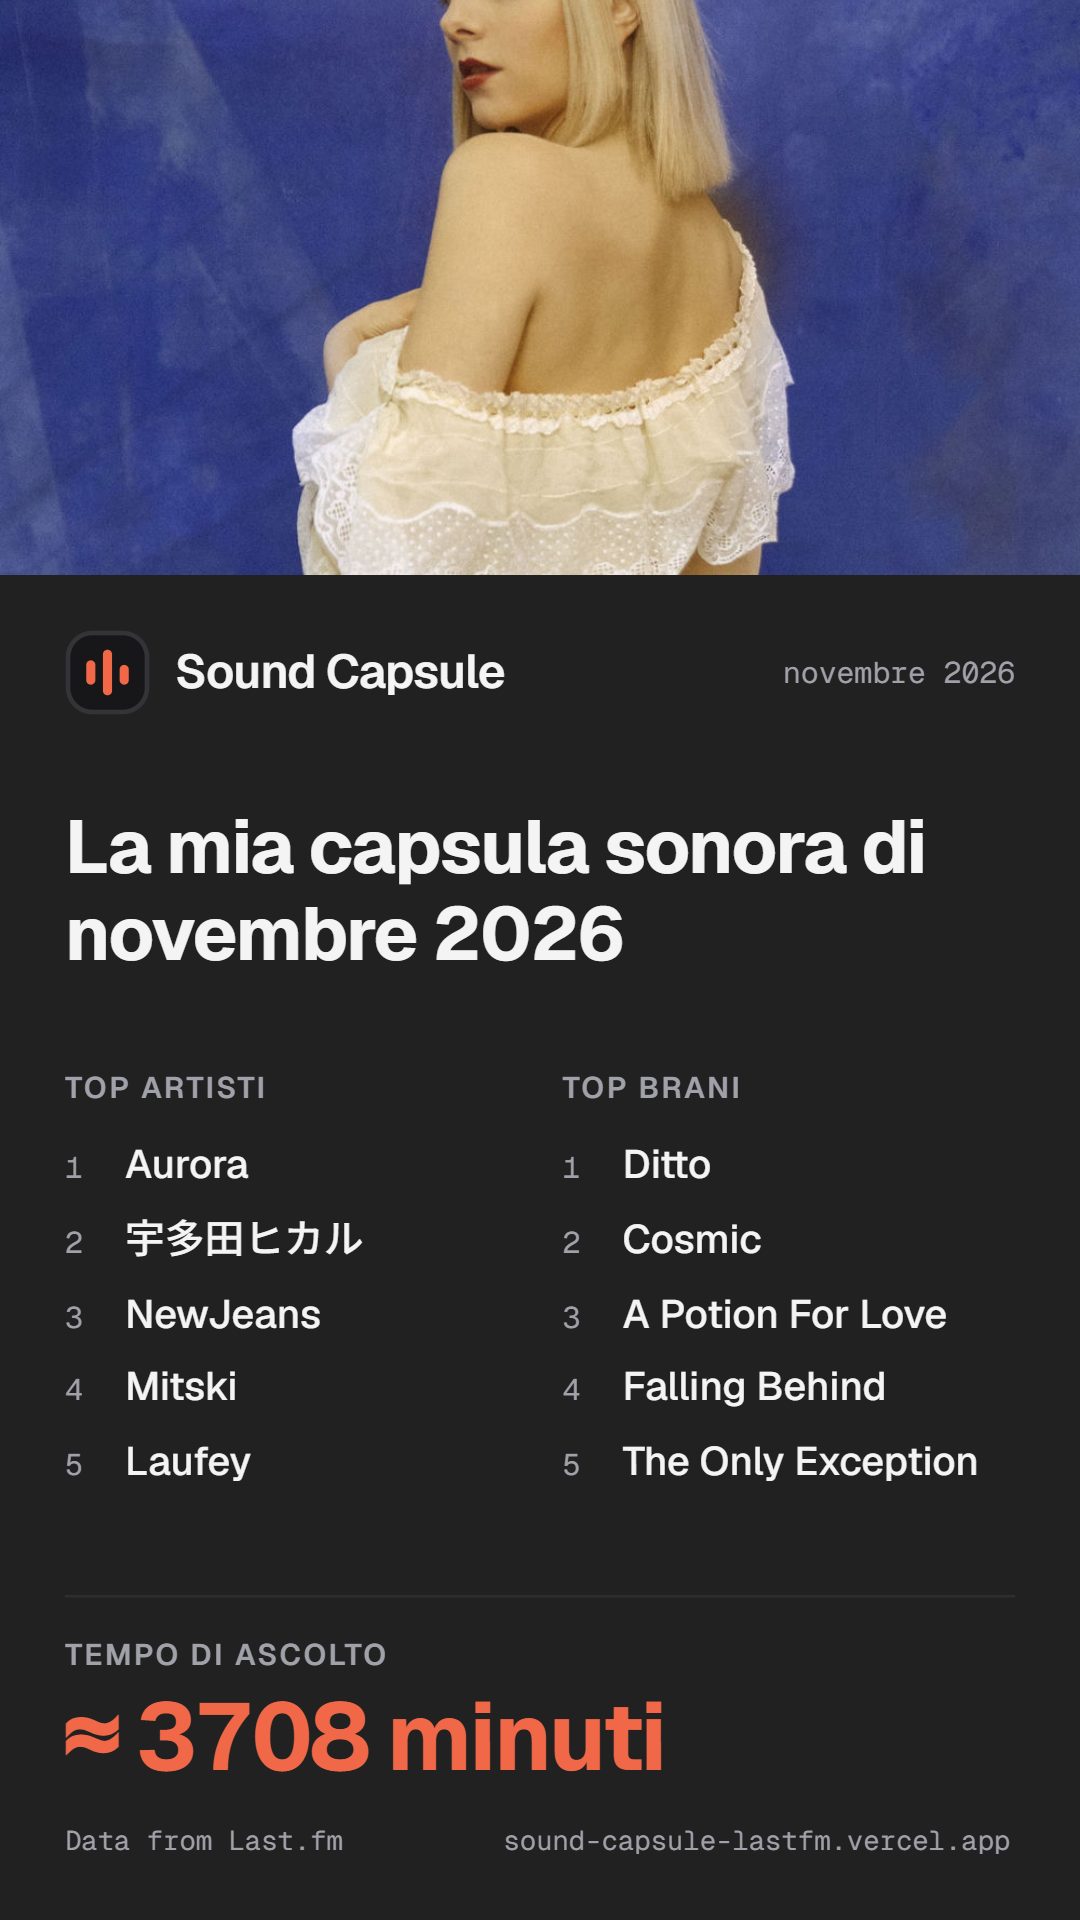 Sound Capsule
novembre 2026
La mia capsula sonora di
novembre 2026
TOP ARTISTI
1 Aurora
2 宇多田ヒカル
3 NewJeans
4 Mitski
5 Laufey
TOP BRANI
1 Ditto
2 Cosmic
3 A Potion For Love
4 Falling Behind
5 The Only Exception
TEMPO DI ASCOLTO
≈ 3708 minuti
Data from Last.fm
sound-capsule-lastfm.vercel.app